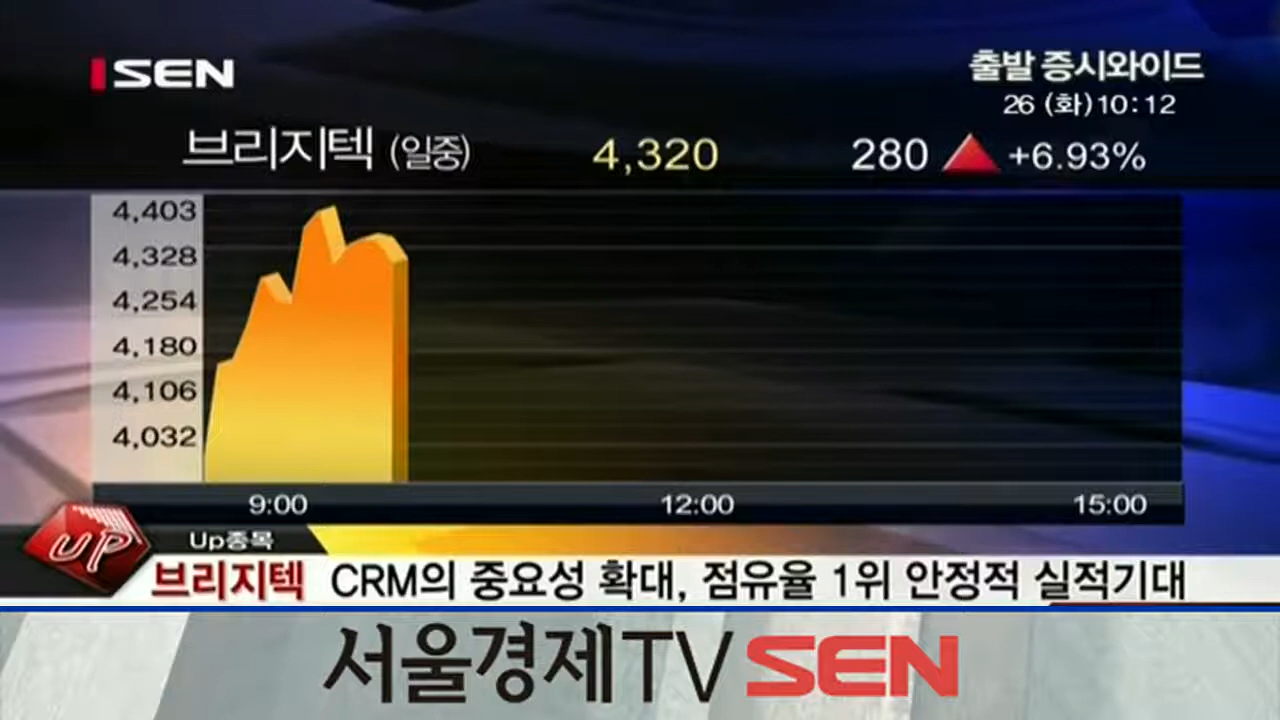 SEN
출발 증시와이드
26 (화) 10:12
브리지텍 (일중) 4,320 280 ▲ +6.93%
4,403
4,328
4,254
4,180
4,106
4,032
9:00 12:00 15:00
UP
Up종목
브리지텍 CRM의 중요성 확대, 점유율 1위 안정적 실적기대
서울경제TV SEN